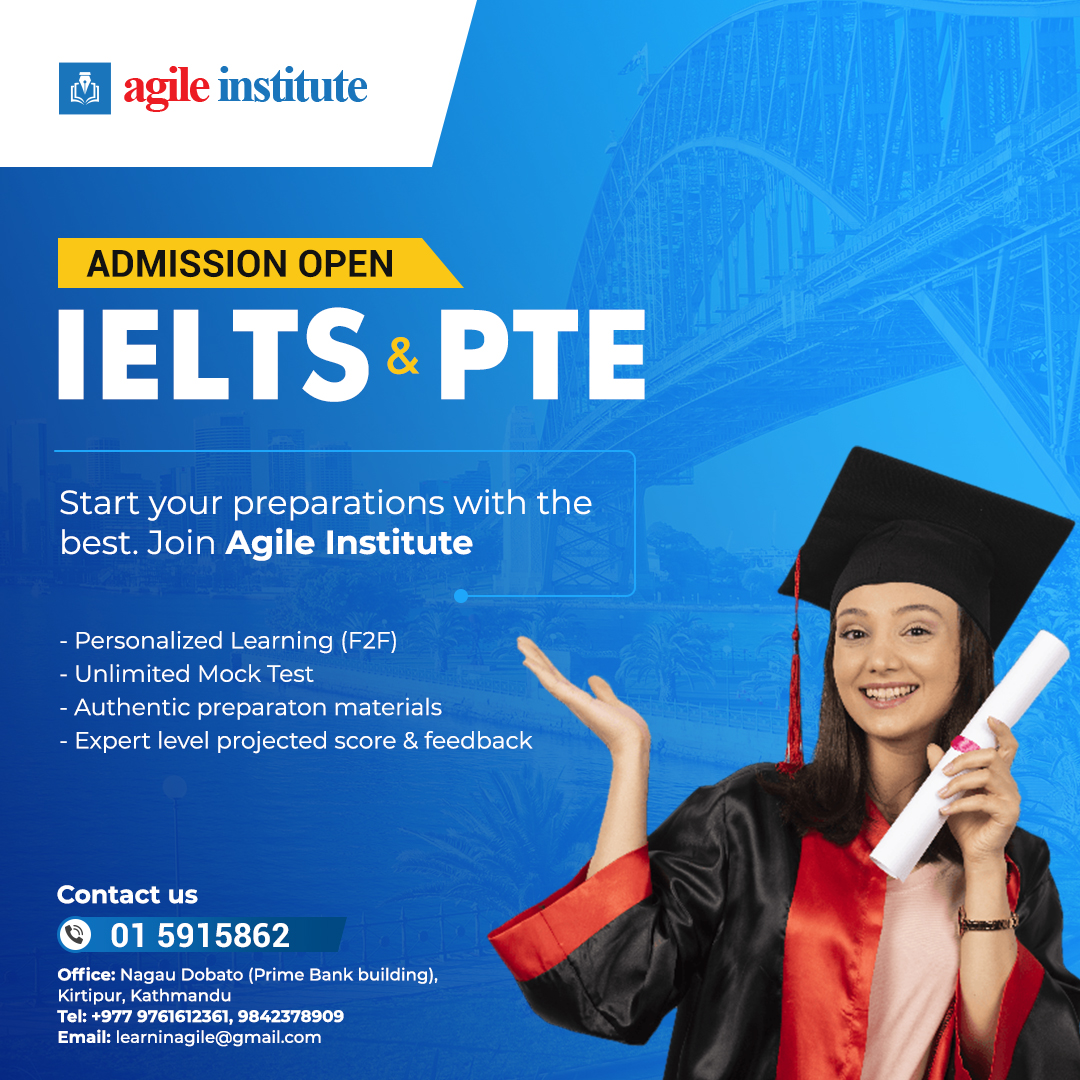 agile institute
ADMISSION OPEN
IELTS & PTE
Start your preparations with the
best. Join Agile Institute
- Personalized Learning (F2F)
- Unlimited Mock Test
- Authentic preparaton materials
- Expert level projected score & feedback
Contact us
01 5915862
Office: Nagau Dobato (Prime Bank building),
Kirtipur, Kathmandu
Tel: +977 9761612361, 9842378909
Email: learninagile@gmail.com